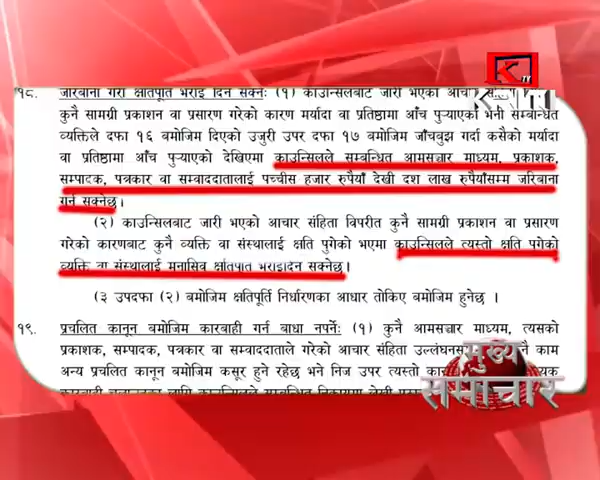 १८. जरिबाना गरी क्षतिपूर्ति भराई दिन सक्नेः (१) काउन्सिलबाट जारी भएको आचार
कुनै सामग्री प्रकाशन वा प्रसारण गरेको कारण मर्यादा वा प्रतिष्ठामा आँच पुऱ्याएको भनी सम्बन्धित
व्यक्तिले दफा १६ बमोजिम दिएको उजुरी उपर दफा १७ बमोजिम जाँचबुझ गर्दा कसैको मर्यादा
वा प्रतिष्ठामा आँच पुऱ्याएको देखिएमा काउन्सिलले सम्बन्धित आमसञ्चार माध्यम, प्रकाशक,
सम्पादक, पत्रकार वा सम्वाददातालाई पच्चीस हजार रुपैयाँ देखी दश लाख रुपैयाँसम्म जरिबाना
गर्न सक्नेछ।
(२) काउन्सिलबाट जारी भएको आचार संहिता विपरीत कुनै सामग्री प्रकाशन वा प्रसारण
गरेको कारणबाट कुनै व्यक्ति वा संस्थालाई क्षति पुगेको भएमा काउन्सिलले त्यस्तो क्षति पुगेको
व्यक्ति वा संस्थालाई मनासिव क्षतिपूर्ति भराईदिन सक्नेछ।
(३ उपदफा (२) बमोजिम क्षतिपूर्ति निर्धारणका आधार तोकिए बमोजिम हुनेछ ।
१९. प्रचलित कानून बमोजिम कारबाही गर्न बाधा नपर्नेः (१) कुनै आमसञ्चार माध्यम, त्यसको
प्रकाशक, सम्पादक, पत्रकार वा सम्वाददाताले गरेको आचार संहिता काम
अन्य प्रचलित कानून बमोजिम कसूर हुने रहेछ भने निज उपर त्यस्तो
मुख्य
समाचार